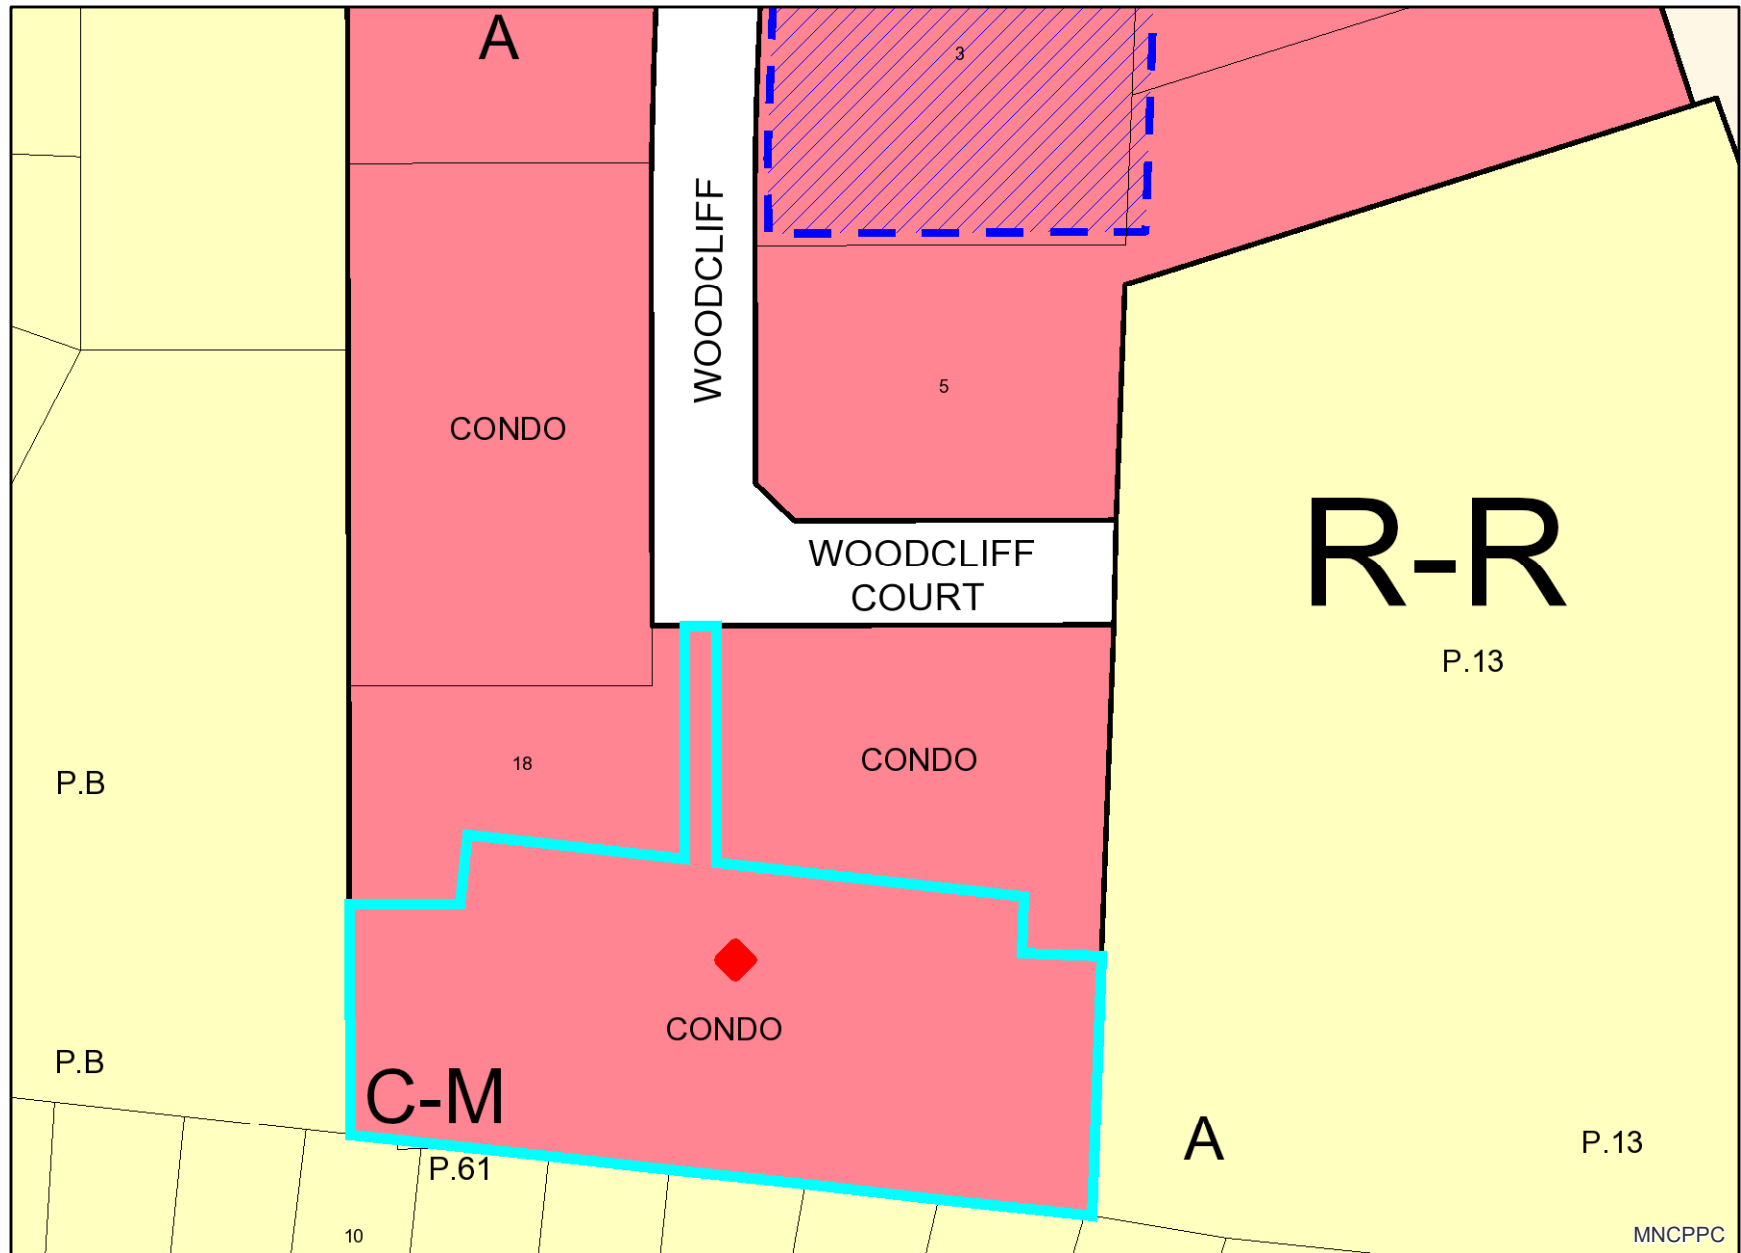 A
3
WOODCLIFF
CONDO
5
WOODCLIFF
COURT
R-R
P.13
18
CONDO
P.B
CONDO
P.B
C-M
A
P.13
P.61
10
MNCPPC